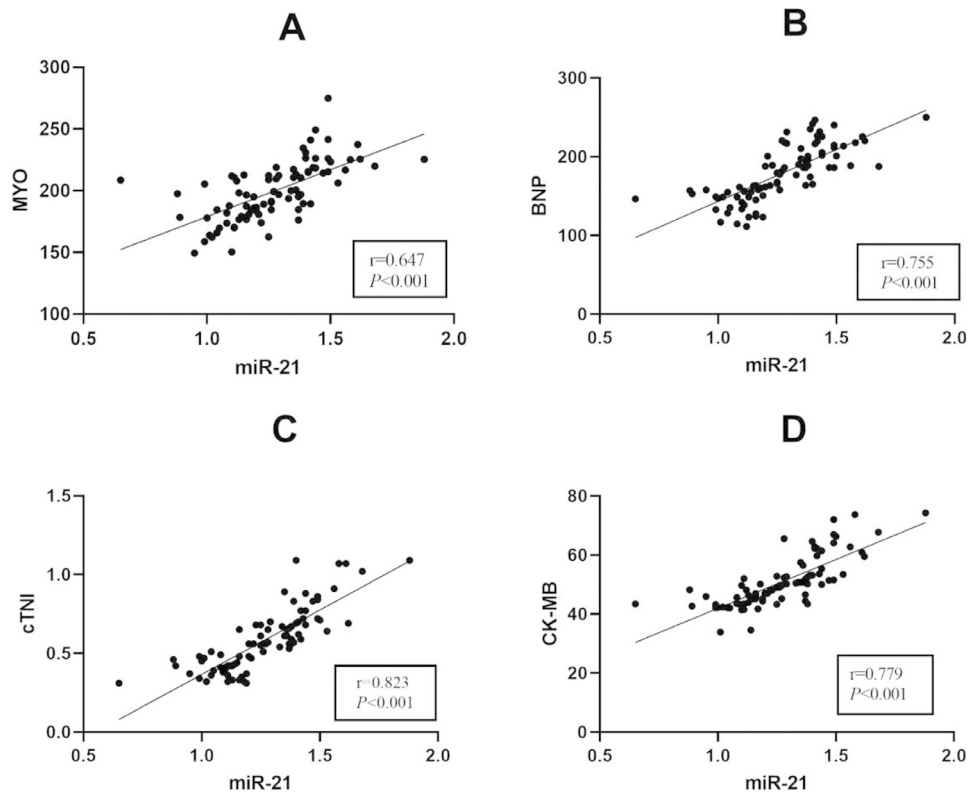 A
300
250
200
150
100
MYO
0.5 1.0 1.5 2.0
miR-21
r=0.647
P<0.001
B
300
200
100
0
BNP
0.5 1.0 1.5 2.0
miR-21
r=0.755
P<0.001
C
1.5
1.0
0.5
0.0
cTNI
0.5 1.0 1.5 2.0
miR-21
r=0.823
P<0.001
D
80
60
40
20
0
CK-MB
0.5 1.0 1.5 2.0
miR-21
r=0.779
P<0.001